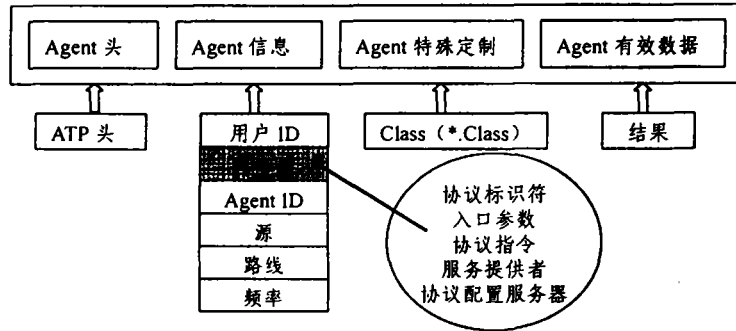 Agent 头
Agent 信息
Agent 特殊定制
Agent 有效数据
ATP 头
用户 ID
Agent ID
源
路线
频率
Class（*.Class）
结果
协议标识符
入口参数
协议指令
服务提供者
协议配置服务器